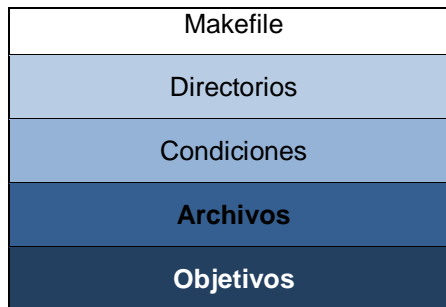 Makefile
Directorios
Condiciones
Archivos
Objetivos